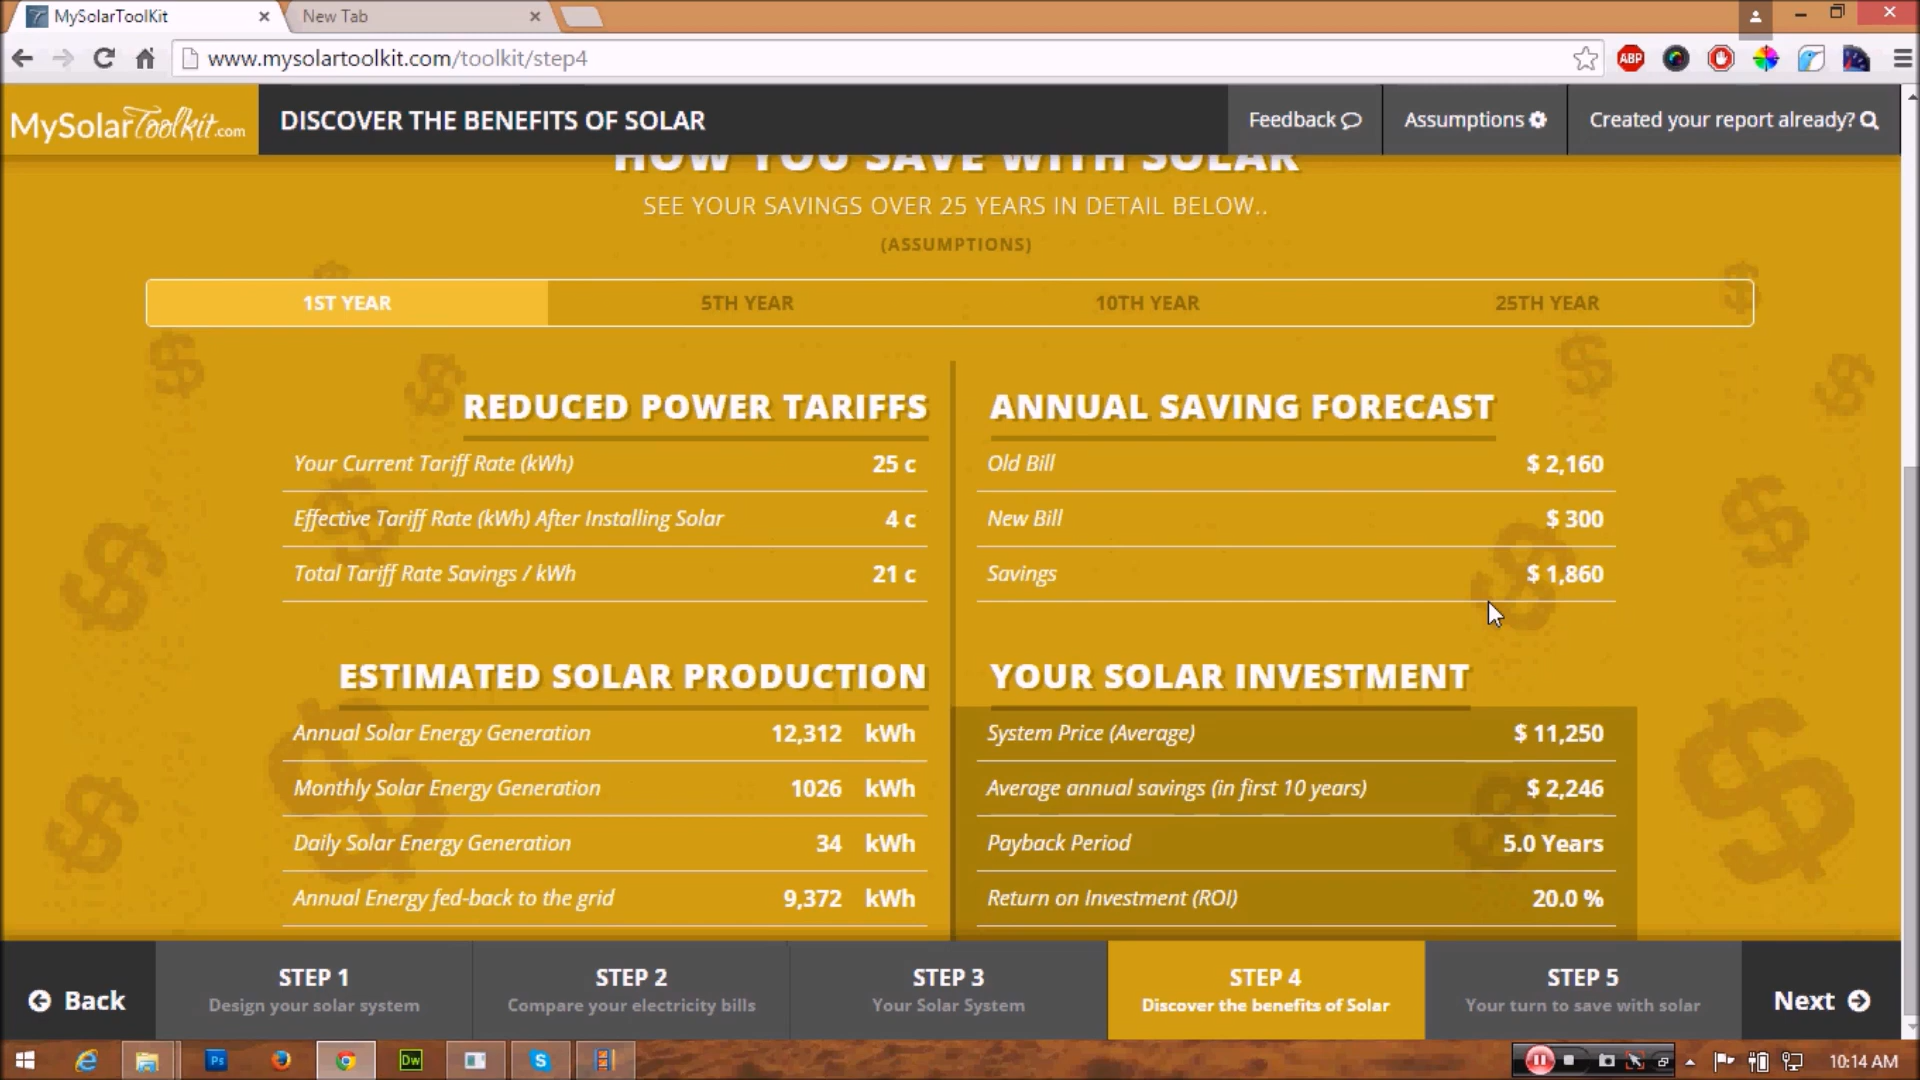 MySolarToolKit
New Tab
www.mysolartoolkit.com/toolkit/step4
ABP
MySolarToolkit.com
DISCOVER THE BENEFITS OF SOLAR
Feedback
Assumptions
Created your report already?
HOW YOU SAVE WITH SOLAR
SEE YOUR SAVINGS OVER 25 YEARS IN DETAIL BELOW..
(ASSUMPTIONS)
1ST YEAR 5TH YEAR 10TH YEAR 25TH YEAR
REDUCED POWER TARIFFS
Your Current Tariff Rate (kWh) 25 c
Effective Tariff Rate (kWh) After Installing Solar 4 c
Total Tariff Rate Savings / kWh 21 c
ANNUAL SAVING FORECAST
Old Bill $ 2,160
New Bill $ 300
Savings $ 1,860
ESTIMATED SOLAR PRODUCTION
Annual Solar Energy Generation 12,312 kWh
Monthly Solar Energy Generation 1026 kWh
Daily Solar Energy Generation 34 kWh
Annual Energy fed-back to the grid 9,372 kWh
YOUR SOLAR INVESTMENT
System Price (Average) $ 11,250
Average annual savings (in first 10 years) $ 2,246
Payback Period 5.0 Years
Return on Investment (ROI) 20.0 %
Back
STEP 1
Design your solar system
STEP 2
Compare your electricity bills
STEP 3
Your Solar System
STEP 4
Discover the benefits of Solar
STEP 5
Your turn to save with solar
Next
Ps
Dw
10:14 AM